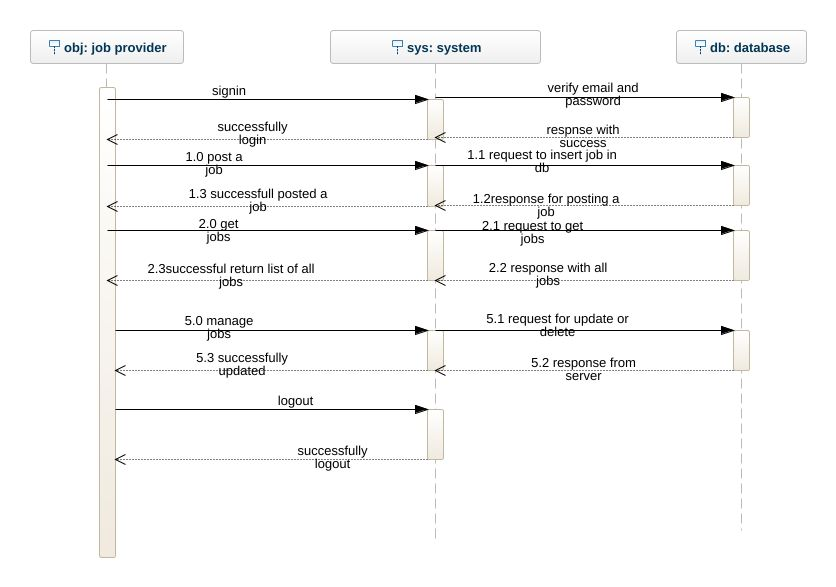 obj: job provider
sys: system
db: database
signin
verify email and
password
successfully
login
respnse with
success
1.0 post a
job
1.1 request to insert job in
db
1.3 successfull posted a
job
1.2response for posting a
job
2.0 get
jobs
2.1 request to get
jobs
2.3successful return list of all
jobs
2.2 response with all
jobs
5.0 manage
jobs
5.1 request for update or
delete
5.3 successfully
updated
5.2 response from
server
logout
successfully
logout